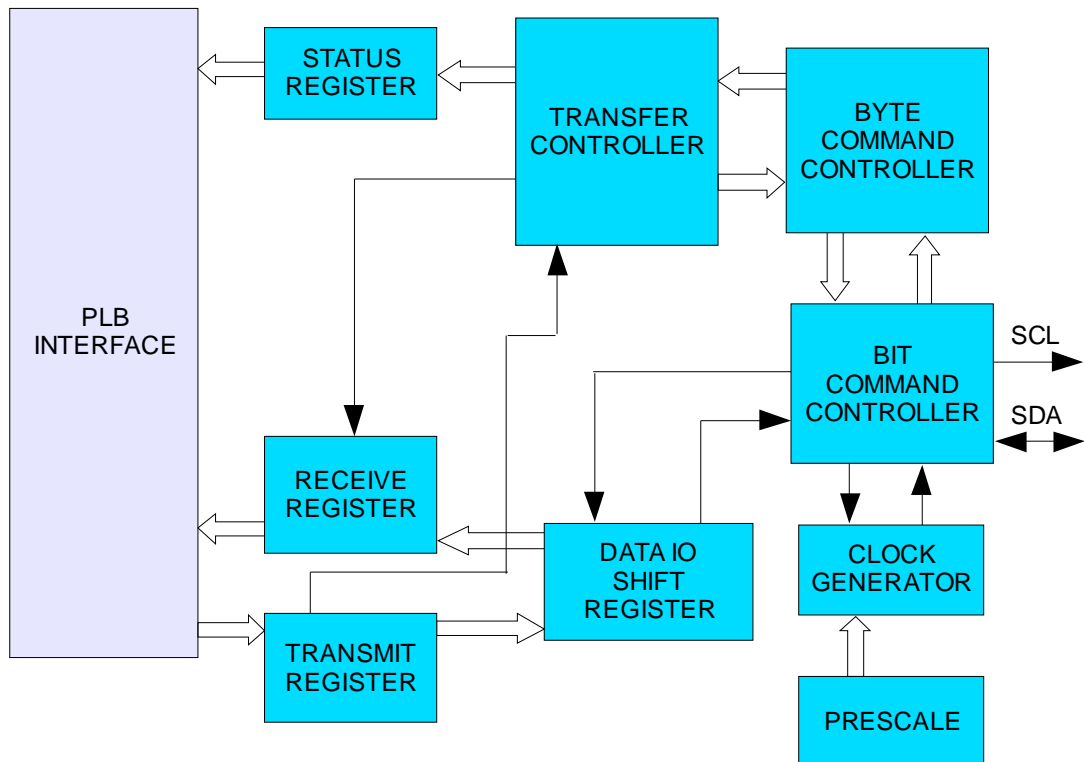 STATUS
REGISTER
TRANSFER
CONTROLLER
BYTE
COMMAND
CONTROLLER
PLB
INTERFACE
BIT
COMMAND
CONTROLLER
SCL
SDA
RECEIVE
REGISTER
DATA IO
SHIFT
REGISTER
CLOCK
GENERATOR
TRANSMIT
REGISTER
PRESCALE